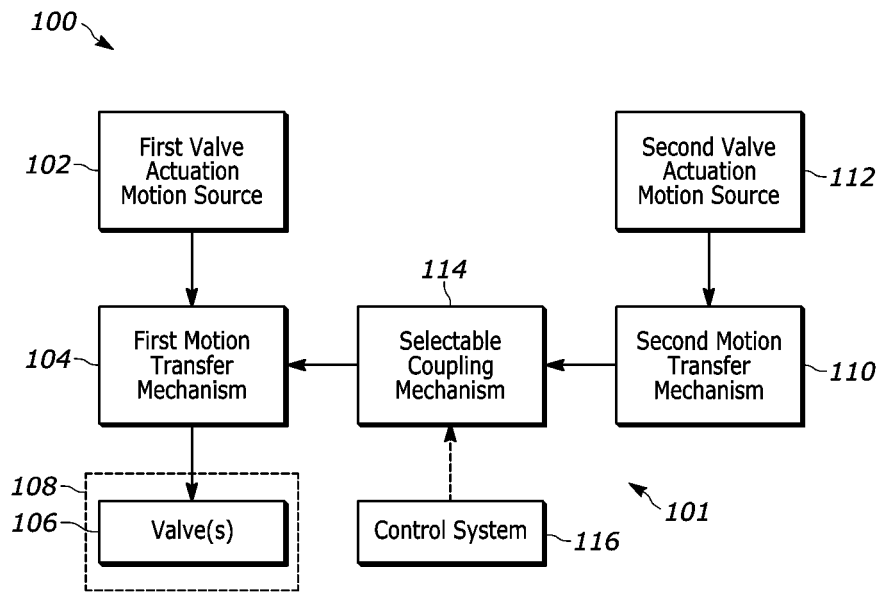 100
102
First Valve
Actuation
Motion Source
Second Valve
Actuation
Motion Source
112
114
104
First Motion
Transfer
Mechanism
Selectable
Coupling
Mechanism
Second Motion
Transfer
Mechanism
110
108
106
Valve(s)
Control System
116
101